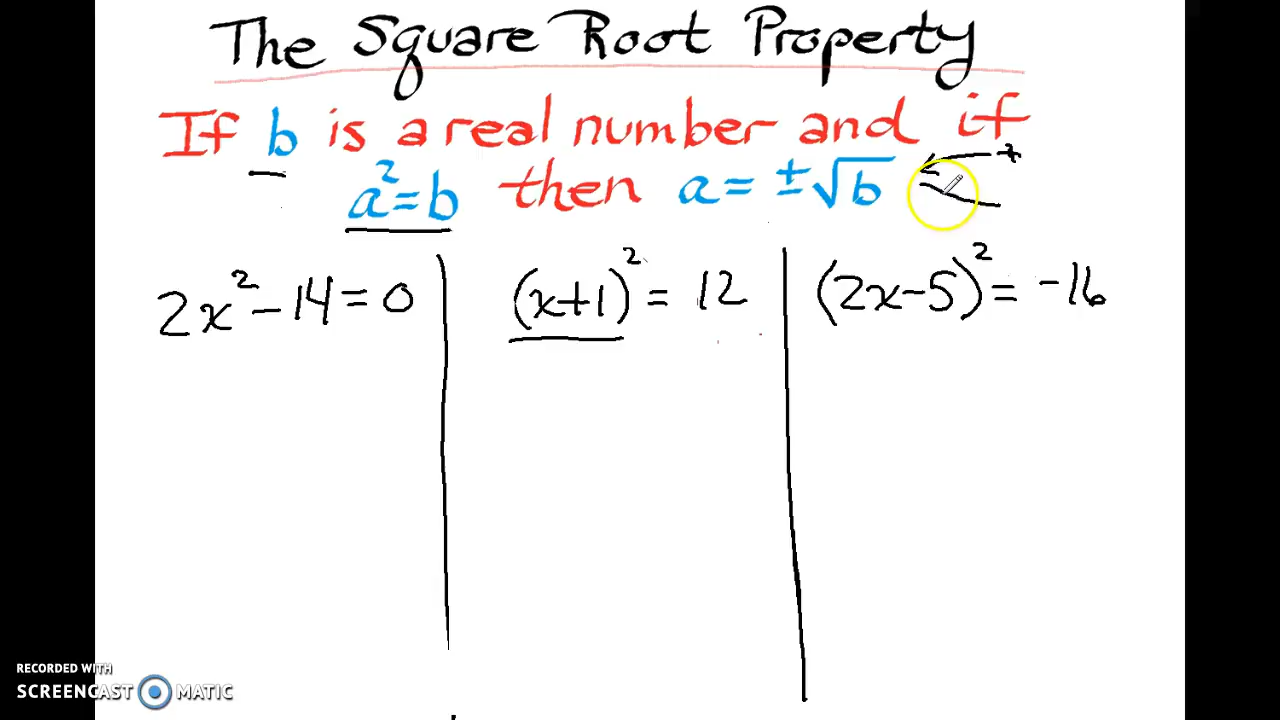 The Square Root Property
If b is a real number and if
a²=b then a = ±√b
+
2x² - 14 = 0
(x+1)² = 12
(2x-5)² = -16
RECORDED WITH
SCREENCAST MATIC